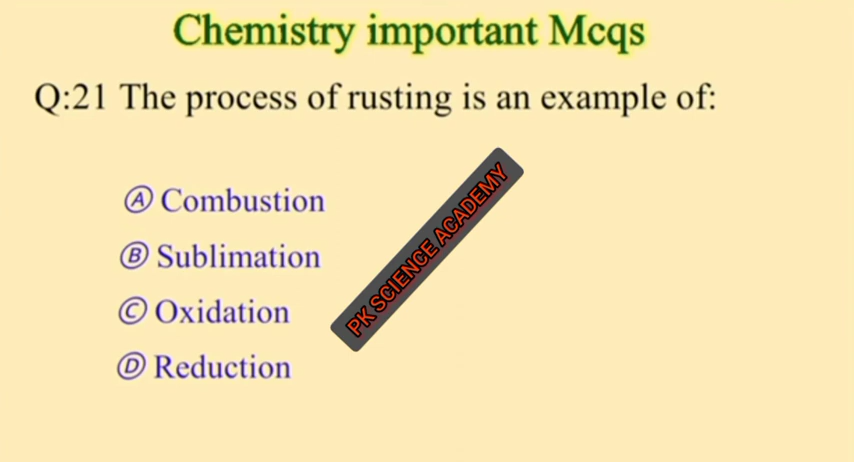 Chemistry important Mcqs
Q:21 The process of rusting is an example of:
Ⓐ Combustion
Ⓑ Sublimation
Ⓒ Oxidation
Ⓓ Reduction
PK SCIENCE ACADEMY